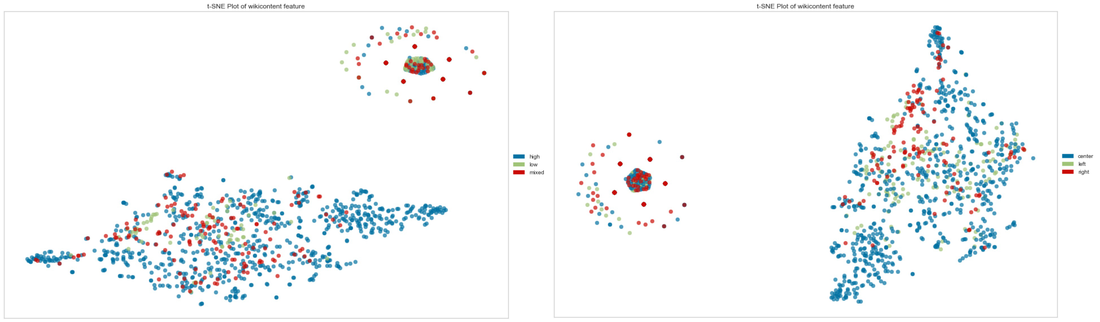 t-SNE Plot of wikicontent feature
high
low
mixed
t-SNE Plot of wikicontent feature
center
left
right